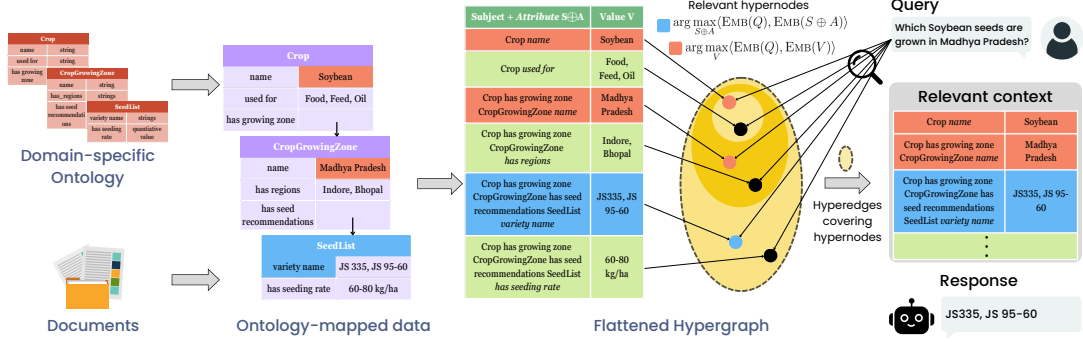 Crop
name string
used for string
has growing
zone
CropGrowingZone
name string
has_regions strings
has seed
recommendati
ons
SeedList
variety name strings
has seeding
rate
quantiative
value
Domain-specific
Ontology
Documents
Crop
name Soybean
used for Food, Feed, Oil
has growing zone
CropGrowingZone
name Madhya Pradesh
has regions Indore, Bhopal
has seed
recommendations
SeedList
variety name JS 335, JS 95-60
has seeding rate 60-80 kg/ha
Ontology-mapped data
Subject + Attribute S⊕A Value V
Crop name Soybean
Crop used for
Food,
Feed, Oil
Crop has growing zone
CropGrowingZone name
Madhya
Pradesh
Crop has growing zone
CropGrowingZone
has regions
Indore,
Bhopal
Crop has growing zone
CropGrowingZone has seed
recommendations SeedList
variety name
JS335, JS
95-60
Crop has growing zone
CropGrowingZone has seed
recommendations SeedList
has seeding rate
60-80
kg/ha
Flattened Hypergraph
Relevant hypernodes
arg max⟨EMB(Q), EMB(S ⊕ A)⟩
S⊕A
arg max⟨EMB(Q), EMB(V)⟩
V
Hyperedges
covering
hypernodes
Query
Which Soybean seeds are
grown in Madhya Pradesh?
Relevant context
Crop name Soybean
Crop has growing zone
CropGrowingZone name
Madhya
Pradesh
Crop has growing zone
CropGrowingZone has
seed recommendations
SeedList variety name
JS335, JS 95-
60
Response
JS335, JS 95-60